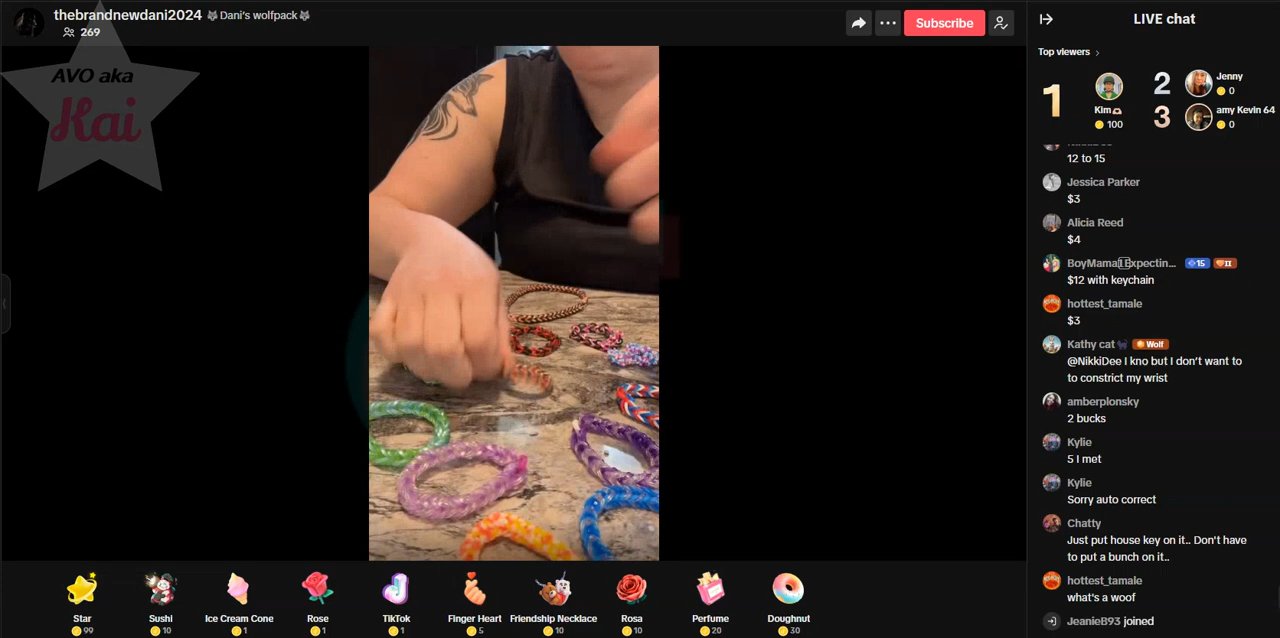 thebrandnewdani2024 🐺Dani's wolfpack🐺
269
Subscribe
AVO aka
Kai
LIVE chat
Top viewers
1
Kim
100
2
Jenny
0
3
amy Kevin 64
0
12 to 15
Jessica Parker
$3
Alicia Reed
$4
BoyMama Expectin... 15 II
$12 with keychain
hottest_tamale
$3
Kathy cat🐈‍⬛ Wolf
@NikkiDee I kno but I don't want to
to constrict my wrist
amberplonsky
2 bucks
Kylie
5 I met
Kylie
Sorry auto correct
Chatty
Just put house key on it.. Don't have
to put a bunch on it..
hottest_tamale
what's a woof
JeanieB93 joined
Star
99
Sushi
10
Ice Cream Cone
1
Rose
1
TikTok
1
Finger Heart
5
Friendship Necklace
10
Rosa
10
Perfume
20
Doughnut
30